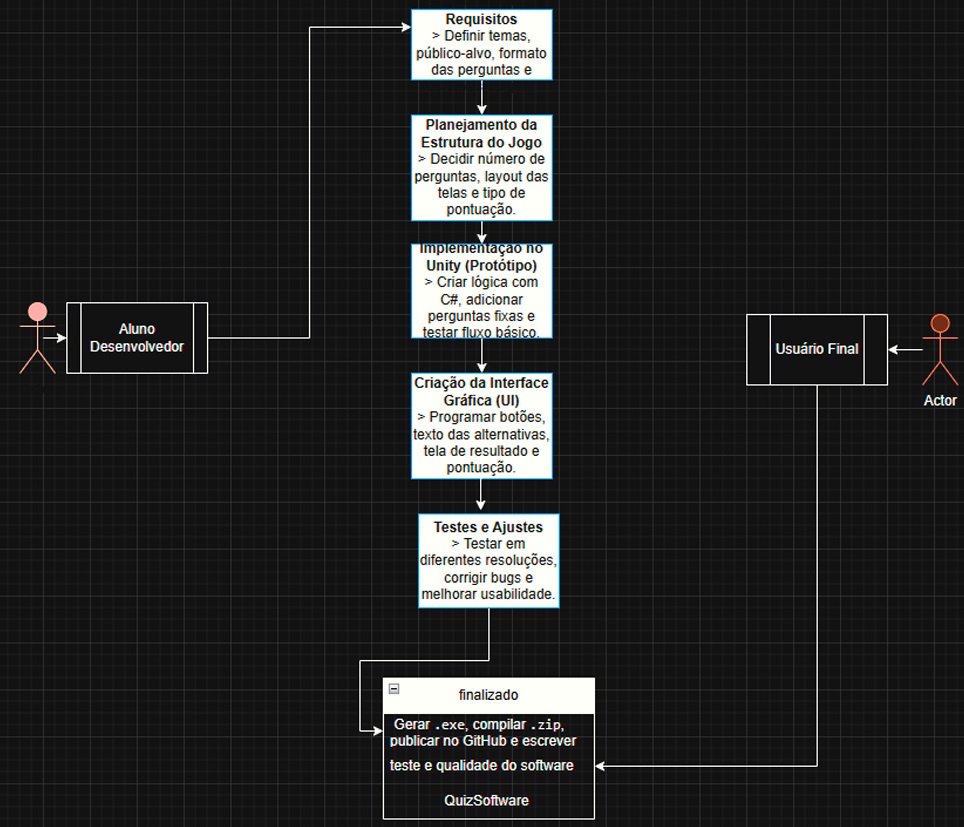 Requisitos
> Definir temas,
público-alvo, formato
das perguntas e
Planejamento da
Estrutura do Jogo
> Decidir número de
perguntas, layout das
telas e tipo de
pontuação.
Implementação no
Unity (Protótipo)
> Criar lógica com
C#, adicionar
perguntas fixas e
testar fluxo básico.
Aluno
Desenvolvedor
Usuário Final
Actor
Criação da Interface
Gráfica (UI)
> Programar botões,
texto das alternativas,
tela de resultado e
pontuação.
Testes e Ajustes
> Testar em
diferentes resoluções,
corrigir bugs e
melhorar usabilidade.
finalizado
Gerar .exe, compilar .zip,
publicar no GitHub e escrever
teste e qualidade do software
QuizSoftware